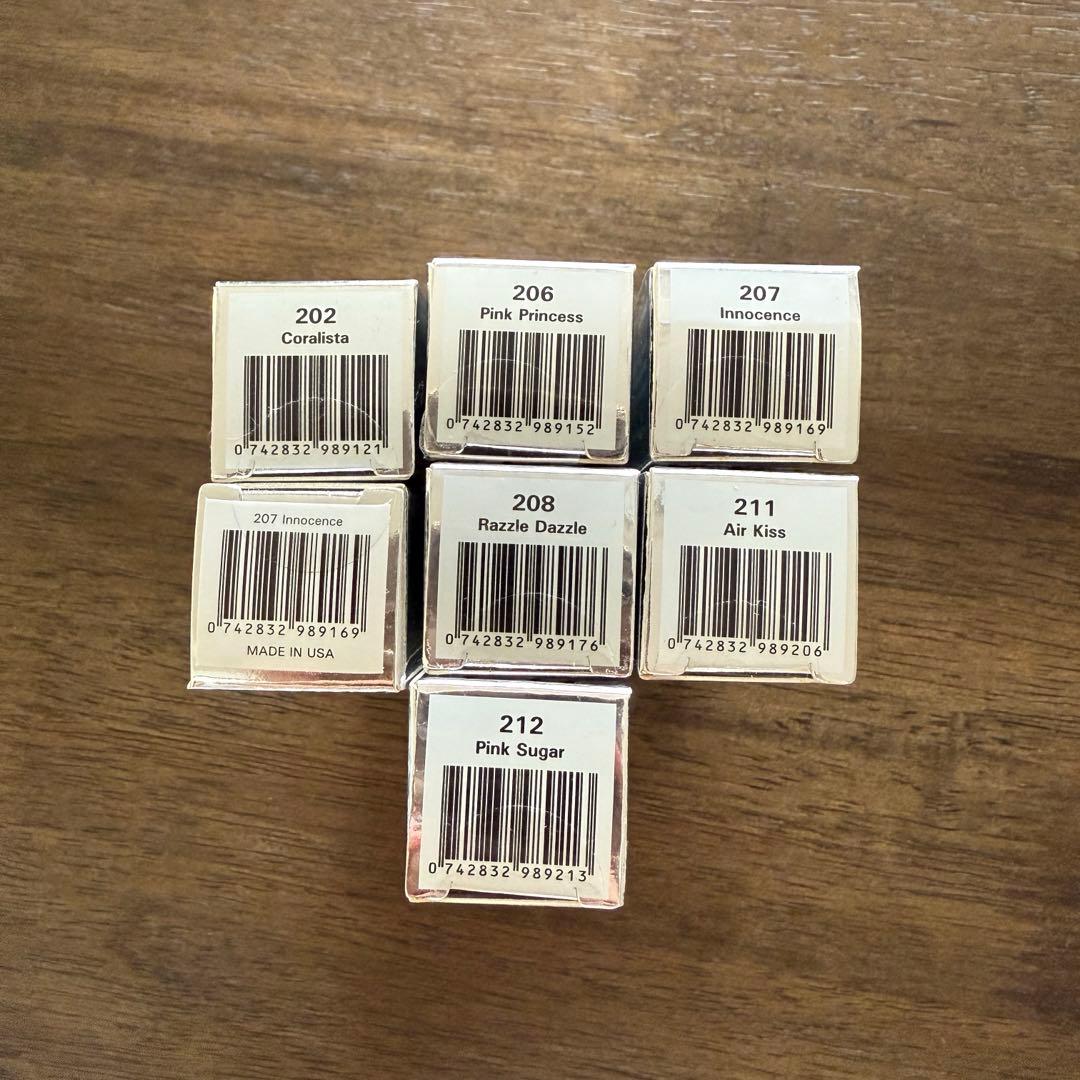 202
Coralista
0 742832 989121
206
Pink Princess
0 742832 989152
207
Innocence
0 742832 989169
207 Innocence
0 742832 989169
MADE IN USA
208
Razzle Dazzle
0 742832 989176
211
Air Kiss
0 742832 989206
212
Pink Sugar
0 742832 989213